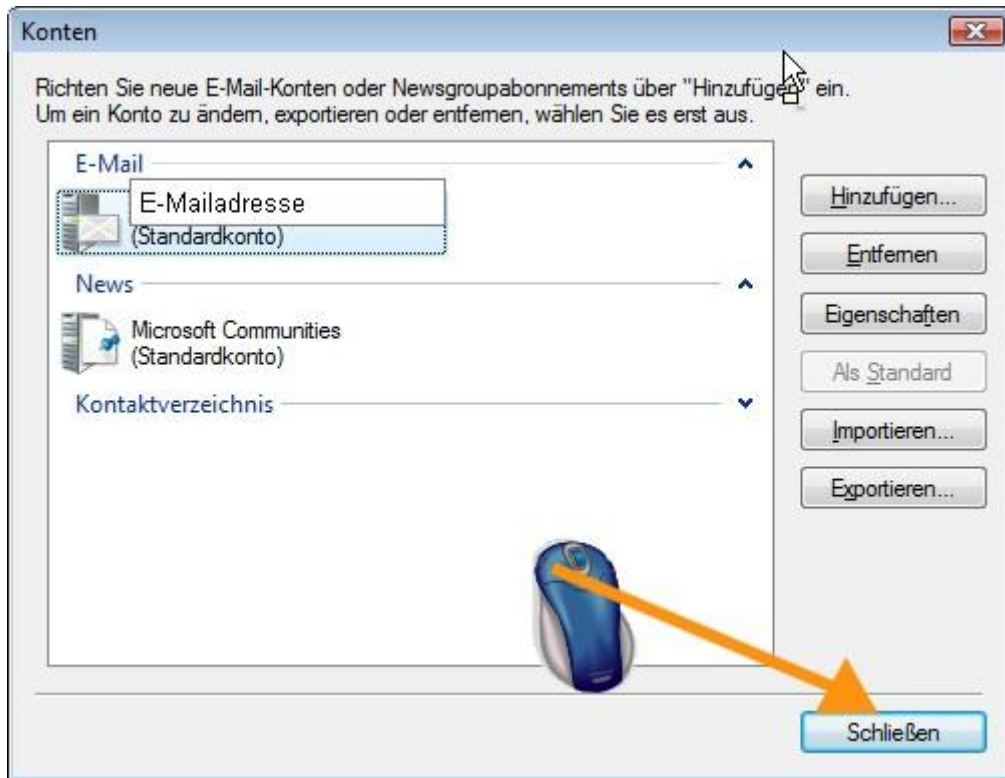 Konten
Richten Sie neue E-Mail-Konten oder Newsgroupabonnements über "Hinzufügen" ein.
Um ein Konto zu ändern, exportieren oder entfernen, wählen Sie es erst aus.
E-Mail
E-Mailadresse
(Standardkonto)
News
Microsoft Communities
(Standardkonto)
Kontaktverzeichnis
Hinzufügen...
Entfernen
Eigenschaften
Als Standard
Importieren...
Exportieren...
Schließen